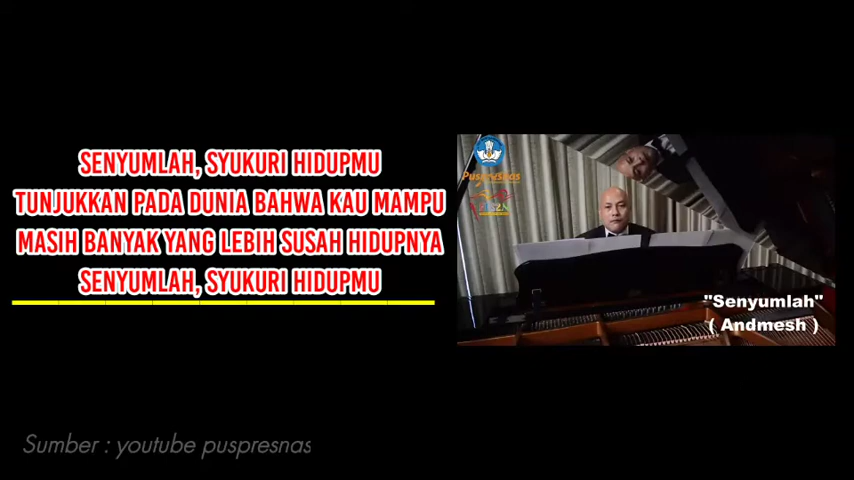 SENYUMLAH, SYUKURI HIDUPMU
TUNJUKKAN PADA DUNIA BAHWA KAU MAMPU
MASIH BANYAK YANG LEBIH SUSAH HIDUPNYA
SENYUMLAH, SYUKURI HIDUPMU
Puspresnas
"Senyumlah"
( Andmesh )
Sumber : youtube puspresnas